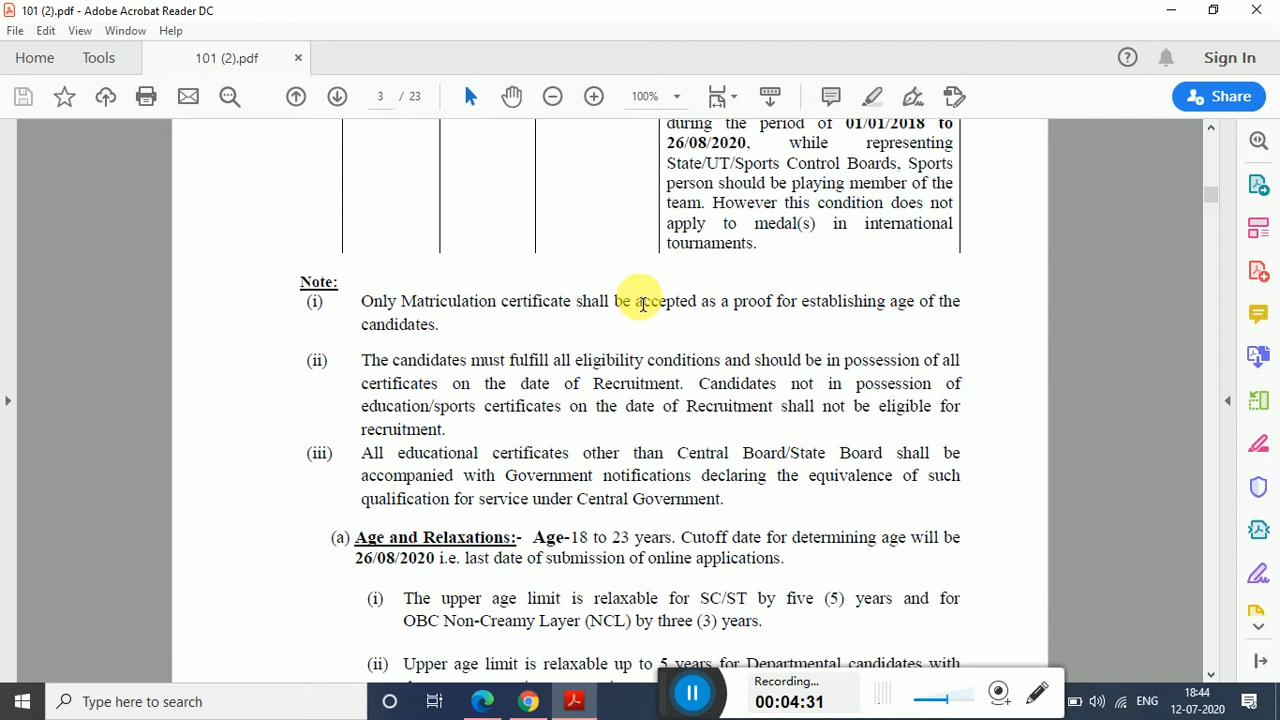 101 (2).pdf - Adobe Acrobat Reader DC
File Edit View Window Help
Home Tools 101 (2).pdf × Sign In
3 / 23 100% Share
during the period of 01/01/2018 to
26/08/2020, while representing
State/UT/Sports Control Boards, Sports
person should be playing member of the
team. However this condition does not
apply to medal(s) in international
tournaments.
Note:
(i) Only Matriculation certificate shall be accepted as a proof for establishing age of the
candidates.
(ii) The candidates must fulfill all eligibility conditions and should be in possession of all
certificates on the date of Recruitment. Candidates not in possession of
education/sports certificates on the date of Recruitment shall not be eligible for
recruitment.
(iii) All educational certificates other than Central Board/State Board shall be
accompanied with Government notifications declaring the equivalence of such
qualification for service under Central Government.
(a) Age and Relaxations:- Age-18 to 23 years. Cutoff date for determining age will be
26/08/2020 i.e. last date of submission of online applications.
(i) The upper age limit is relaxable for SC/ST by five (5) years and for
OBC Non-Creamy Layer (NCL) by three (3) years.
(ii) Upper age limit is relaxable up to 5 years for Departmental candidates with
Recording...
00:04:31
Type here to search
ENG
18:44
12-07-2020